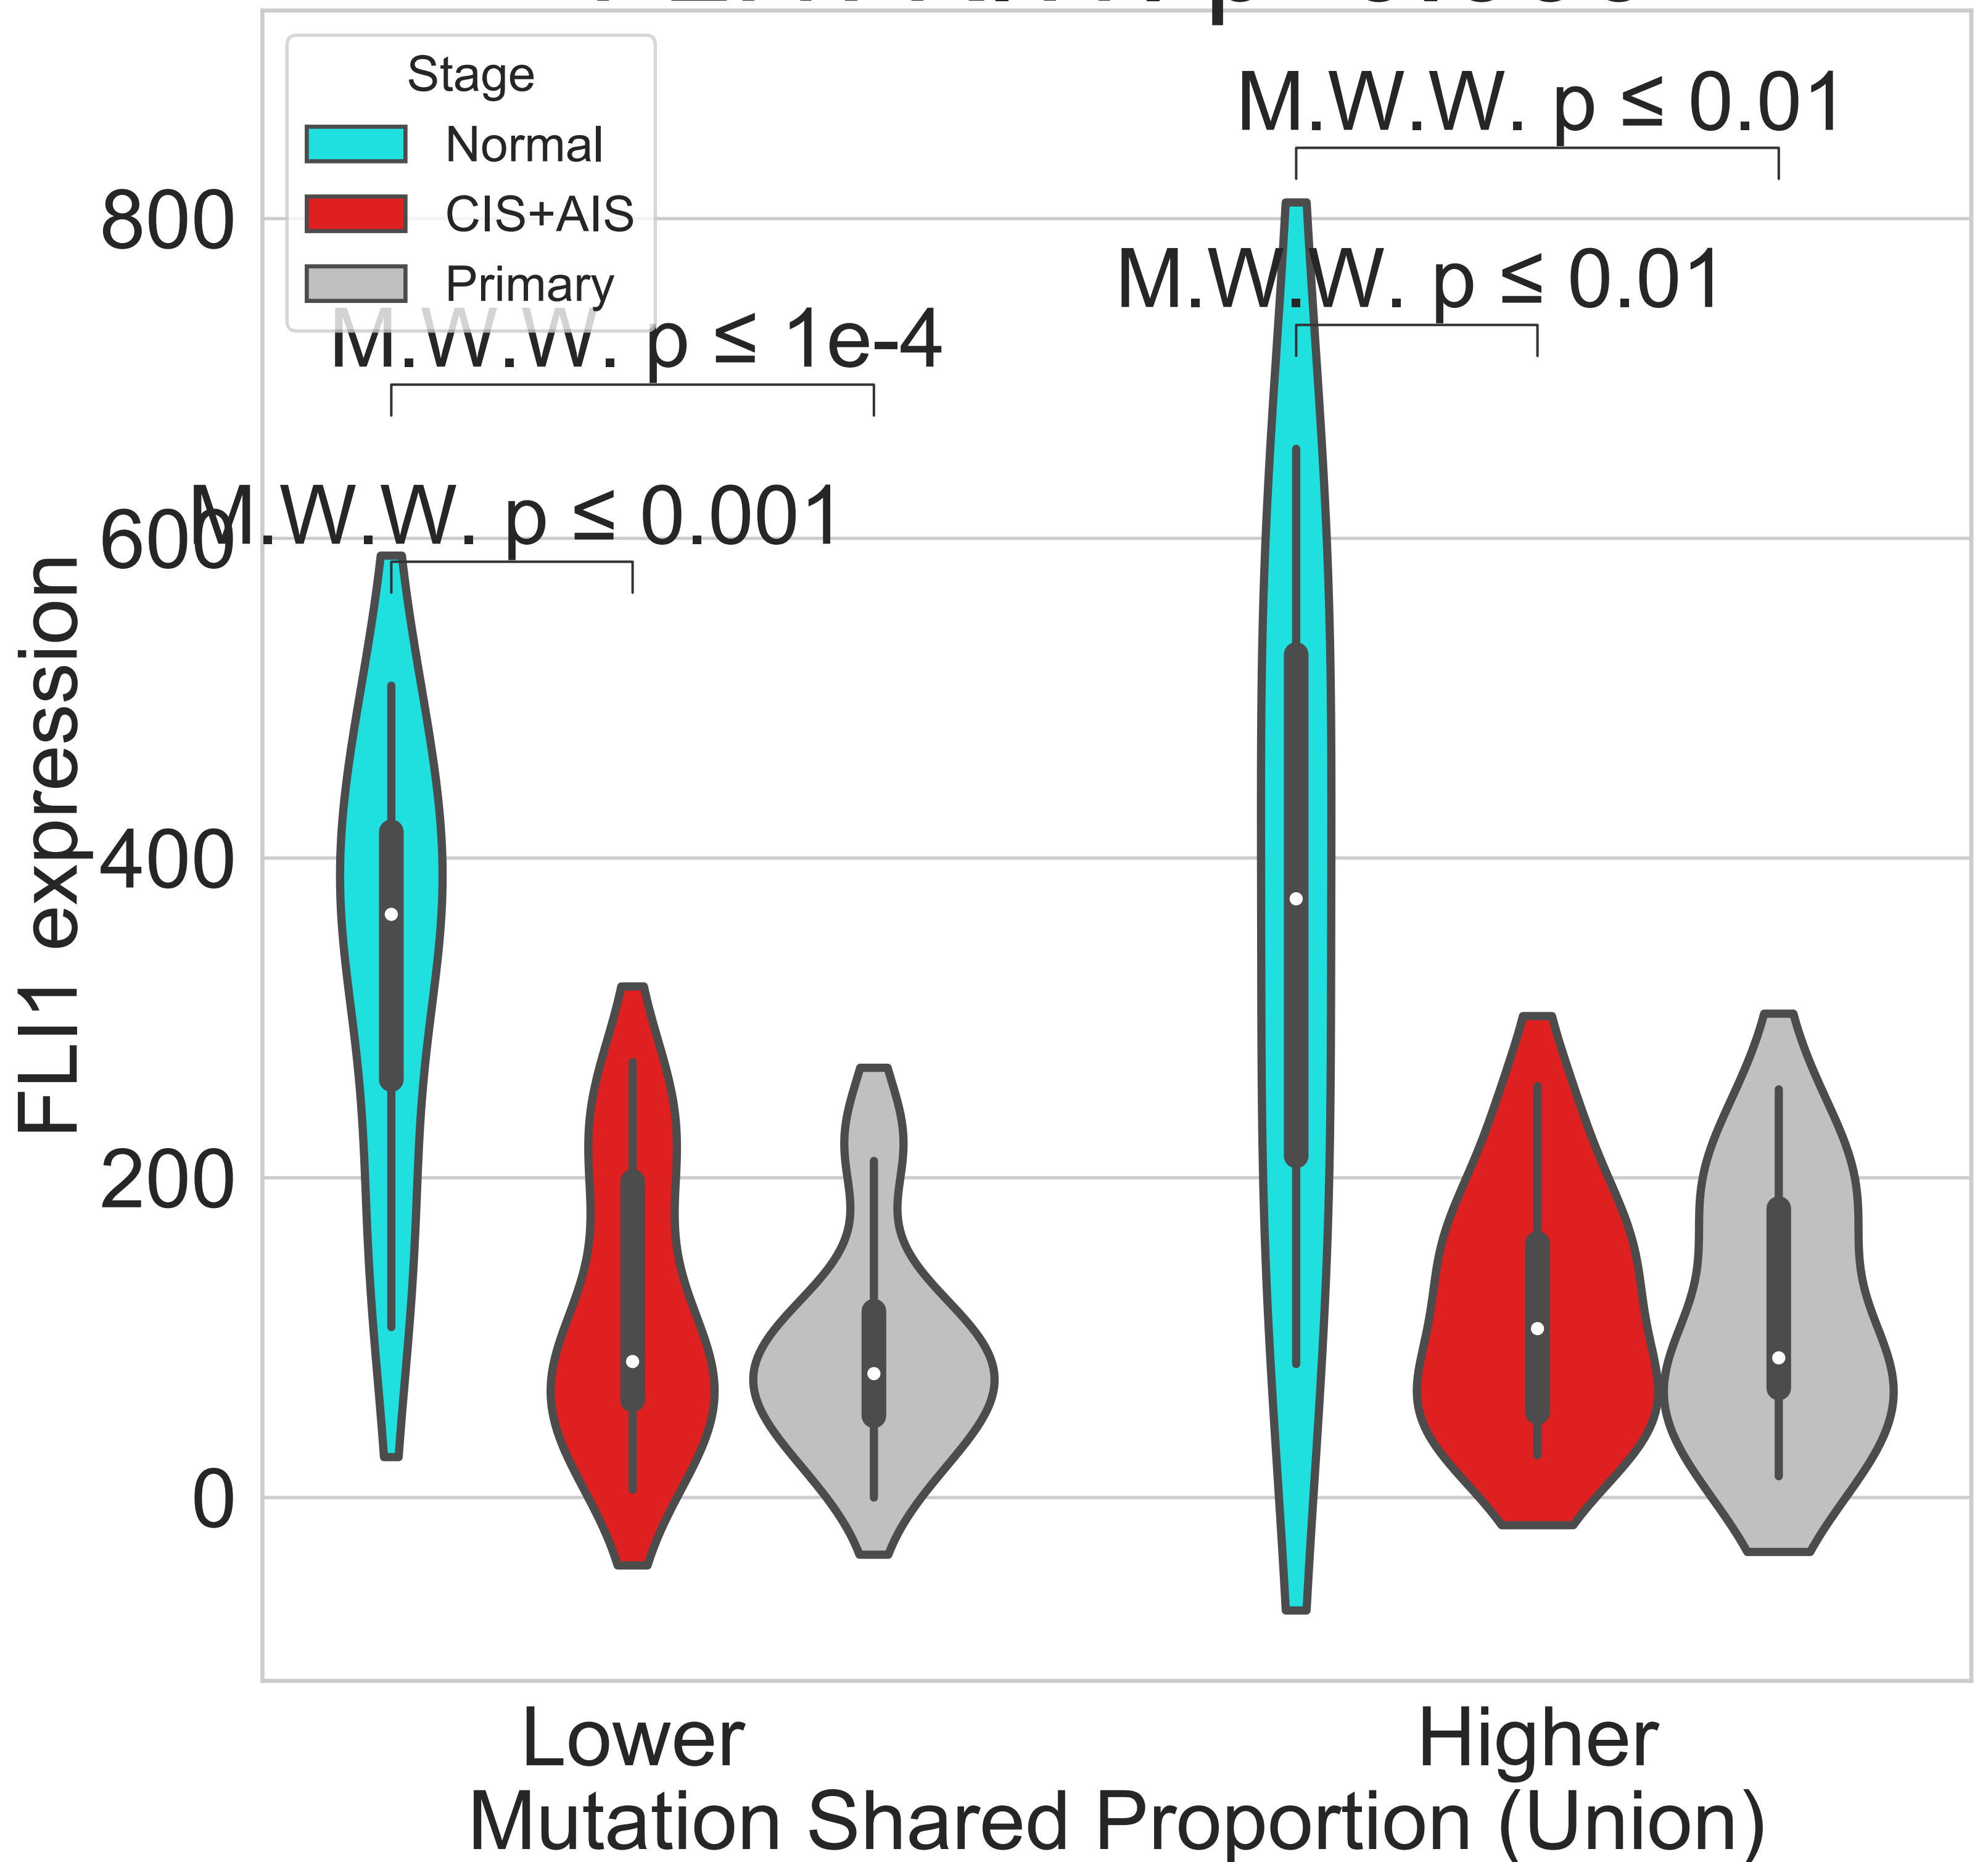 Stage
Normal
CIS+AIS
Primary
M.W.W. p ≤ 0.01
M.W.W. p ≤ 0.01
M.W.W. p ≤ 1e-4
M.W.W. p ≤ 0.001
800
600
400
200
0
FLI1 expression
Lower
Higher
Mutation Shared Proportion (Union)